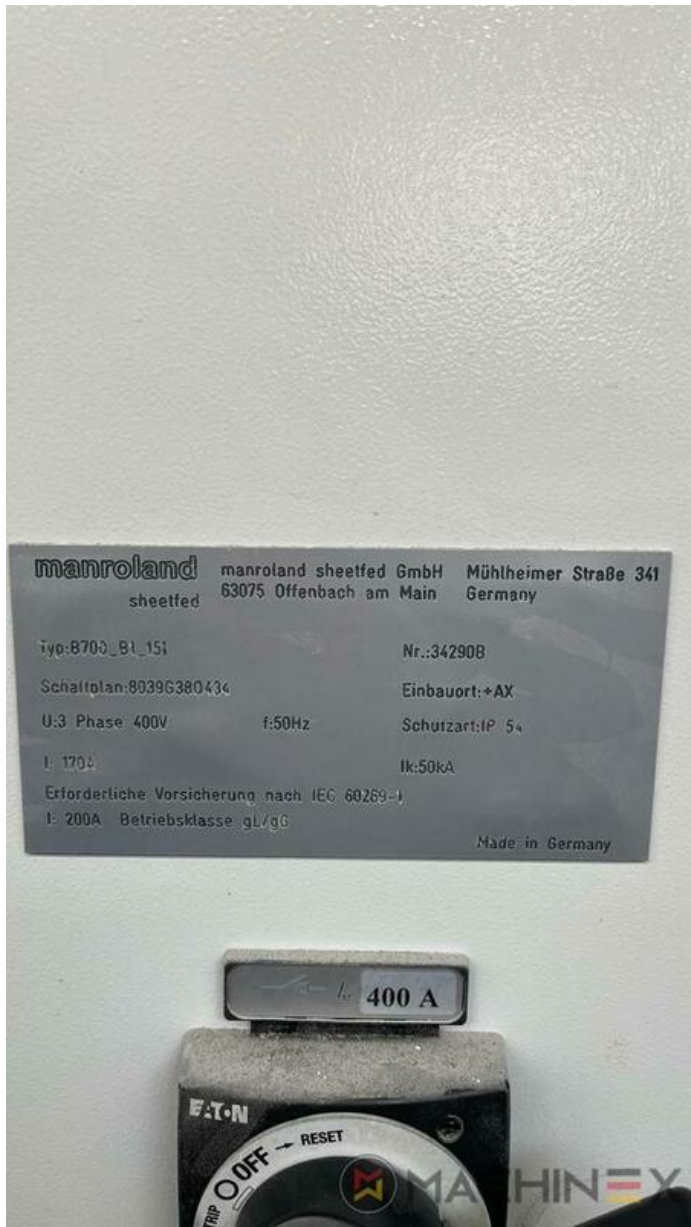 manroland
sheetfed
manroland sheetfed GmbH Mühlheimer Straße 341
63075 Offenbach am Main Germany
Nr.:34290B
Schaltplan:8039G380434
Einbauort:+AX
U:3 Phase 400V f:50Hz Schutzart:IP 54
I: 170A Ik:50kA
Erforderliche Vorsicherung nach IEC 60269-1
I: 200A Betriebsklasse gL/gG
Made in Germany
400 A
EATON
TRIP OFF → RESET
MACHINEX